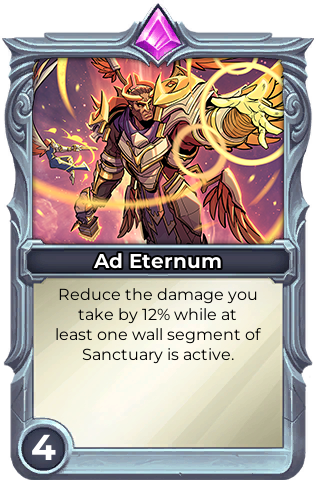 Ad Eternum
Reduce the damage you
take by 12% while at
least one wall segment of
Sanctuary is active.
4